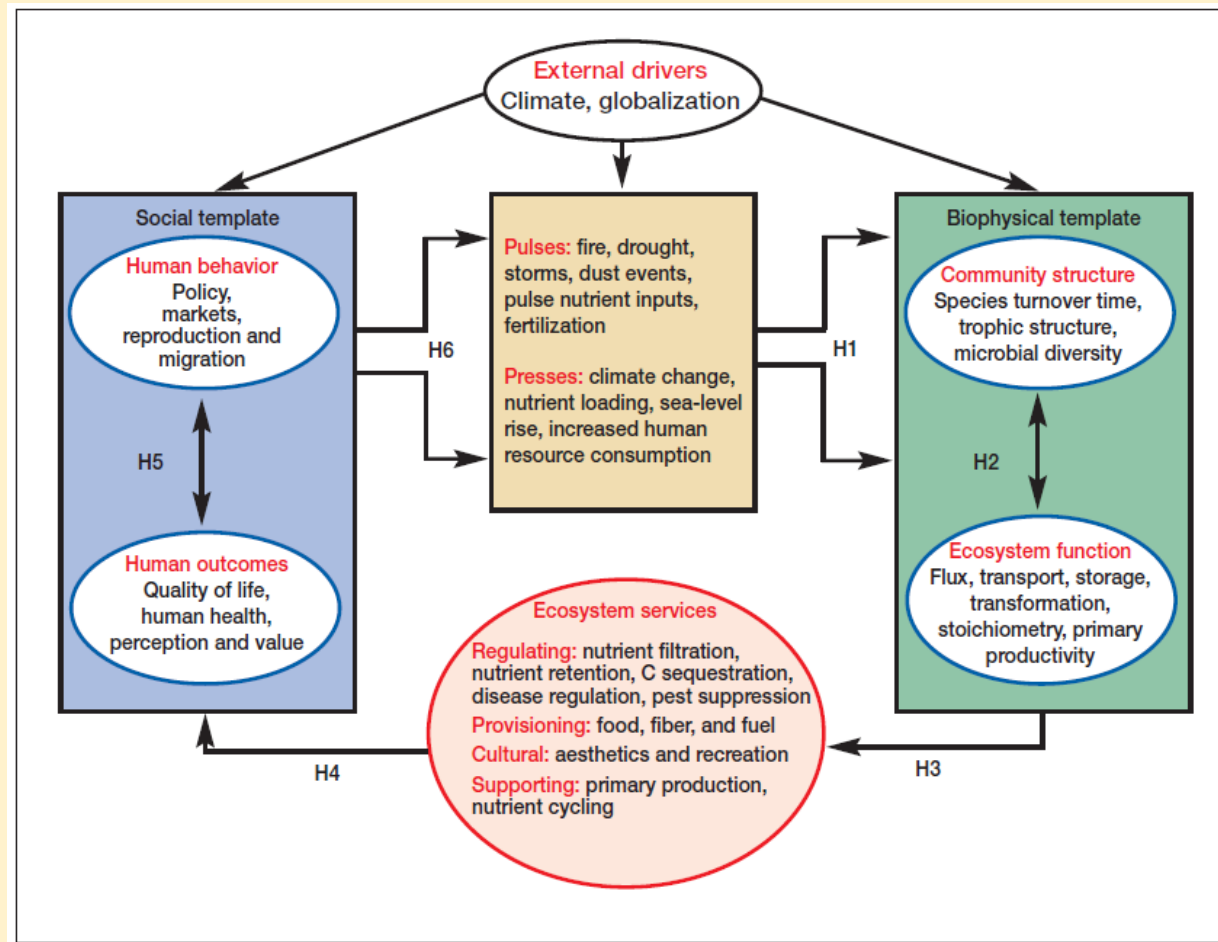 External drivers
Climate, globalization
Social template
Human behavior
Policy,
markets,
reproduction and
migration
H5
Human outcomes
Quality of life,
human health,
perception and value
H6
Pulses: fire, drought,
storms, dust events,
pulse nutrient inputs,
fertilization
Presses: climate change,
nutrient loading, sea-level
rise, increased human
resource consumption
H1
Biophysical template
Community structure
Species turnover time,
trophic structure,
microbial diversity
H2
Ecosystem function
Flux, transport, storage,
transformation,
stoichiometry, primary
productivity
Ecosystem services
Regulating: nutrient filtration,
nutrient retention, C sequestration,
disease regulation, pest suppression
Provisioning: food, fiber, and fuel
Cultural: aesthetics and recreation
Supporting: primary production,
nutrient cycling
H4
H3